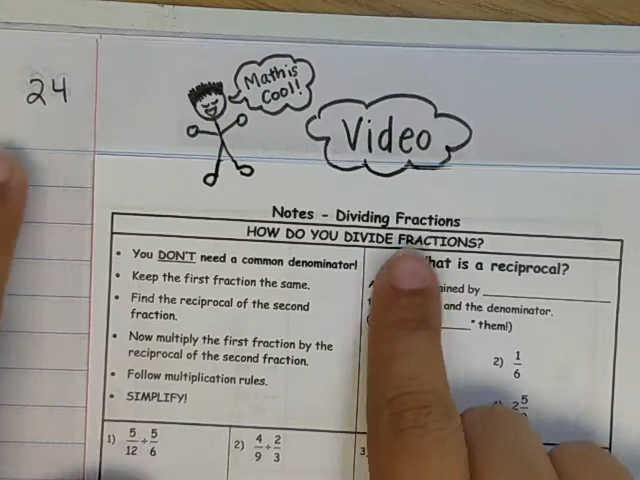 24
Math is
Cool!
Video
Notes - Dividing Fractions
HOW DO YOU DIVIDE FRACTIONS?
• You DON'T need a common denominator!
• Keep the first fraction the same.
• Find the reciprocal of the second
fraction.
• Now multiply the first fraction by the
reciprocal of the second fraction.
• Follow multiplication rules.
• SIMPLIFY!
is a reciprocal?
by ____________
and the denominator.
______" them!)
2) 1/6
1) 5/12 ÷ 5/6
2) 4/9 ÷ 2/3
3)